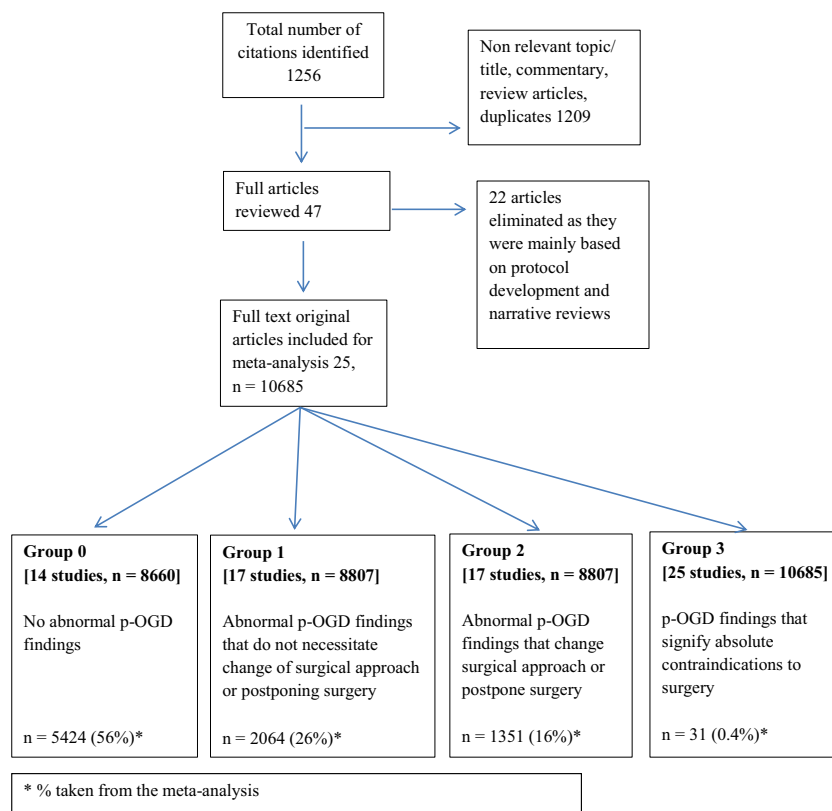 Total number of
citations identified
1256
Non relevant topic/
title, commentary,
review articles,
duplicates 1209
Full articles
reviewed 47
22 articles
eliminated as they
were mainly based
on protocol
development and
narrative reviews
Full text original
articles included for
meta-analysis 25,
n = 10685
Group 0
[14 studies, n = 8660]
No abnormal p-OGD
findings
n = 5424 (56%)*
Group 1
[17 studies, n = 8807]
Abnormal p-OGD findings
that do not necessitate
change of surgical approach
or postponing surgery
n = 2064 (26%)*
Group 2
[17 studies, n = 8807]
Abnormal p-OGD
findings that change
surgical approach or
postpone surgery
n = 1351 (16%)*
Group 3
[25 studies, n = 10685]
p-OGD findings that
signify absolute
contraindications to
surgery
n = 31 (0.4%)*
* % taken from the meta-analysis